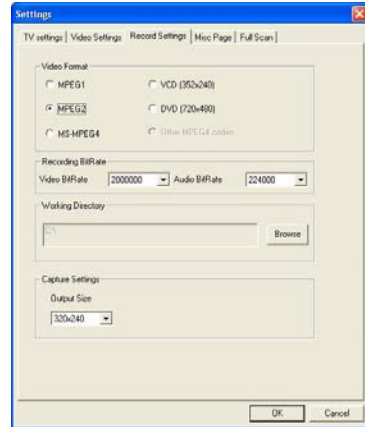 Settings
TV settings Video Settings Record Settings Misc Page Full Scan
Video Format
MPEG1 VCD (352x240)
MPEG2 DVD (720x480)
MS-MPEG4 Other MPEG4 codec
Recording BitRate
Video BitRate 2000000 Audio BitRate 224000
Working Directory
C:\
Browse
Capture Settings
Output Size
320x240
OK Cancel